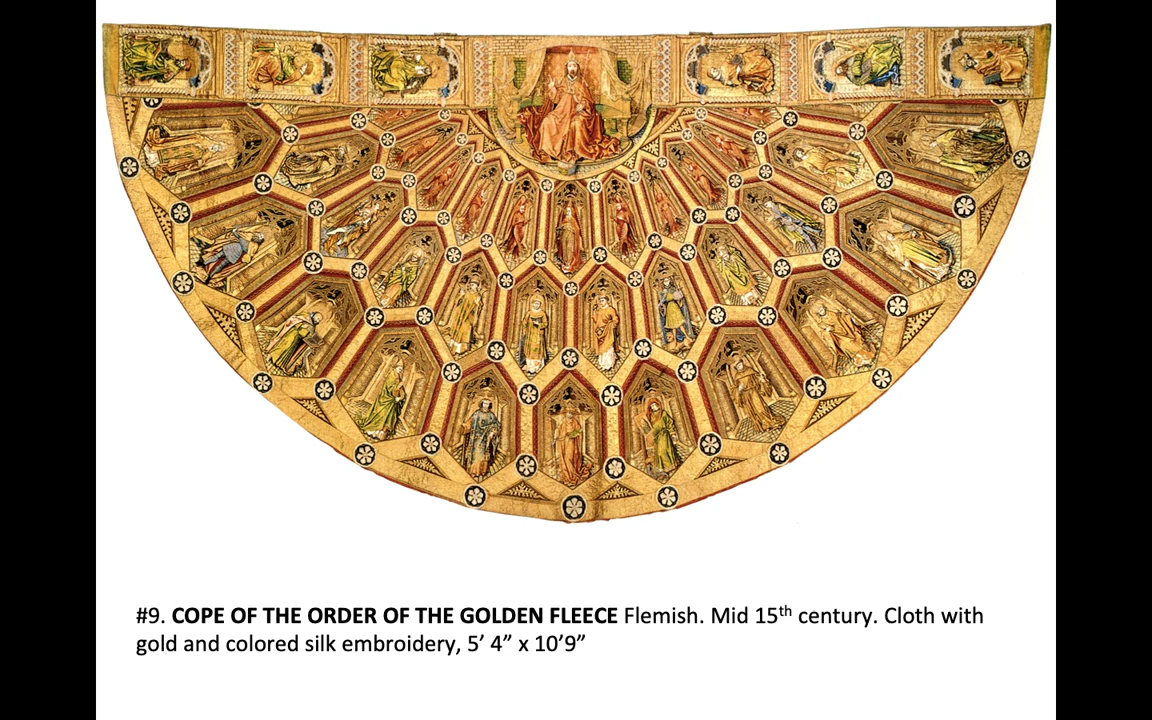 #9. COPE OF THE ORDER OF THE GOLDEN FLEECE Flemish. Mid 15th century. Cloth with
gold and colored silk embroidery, 5’ 4” x 10’9”